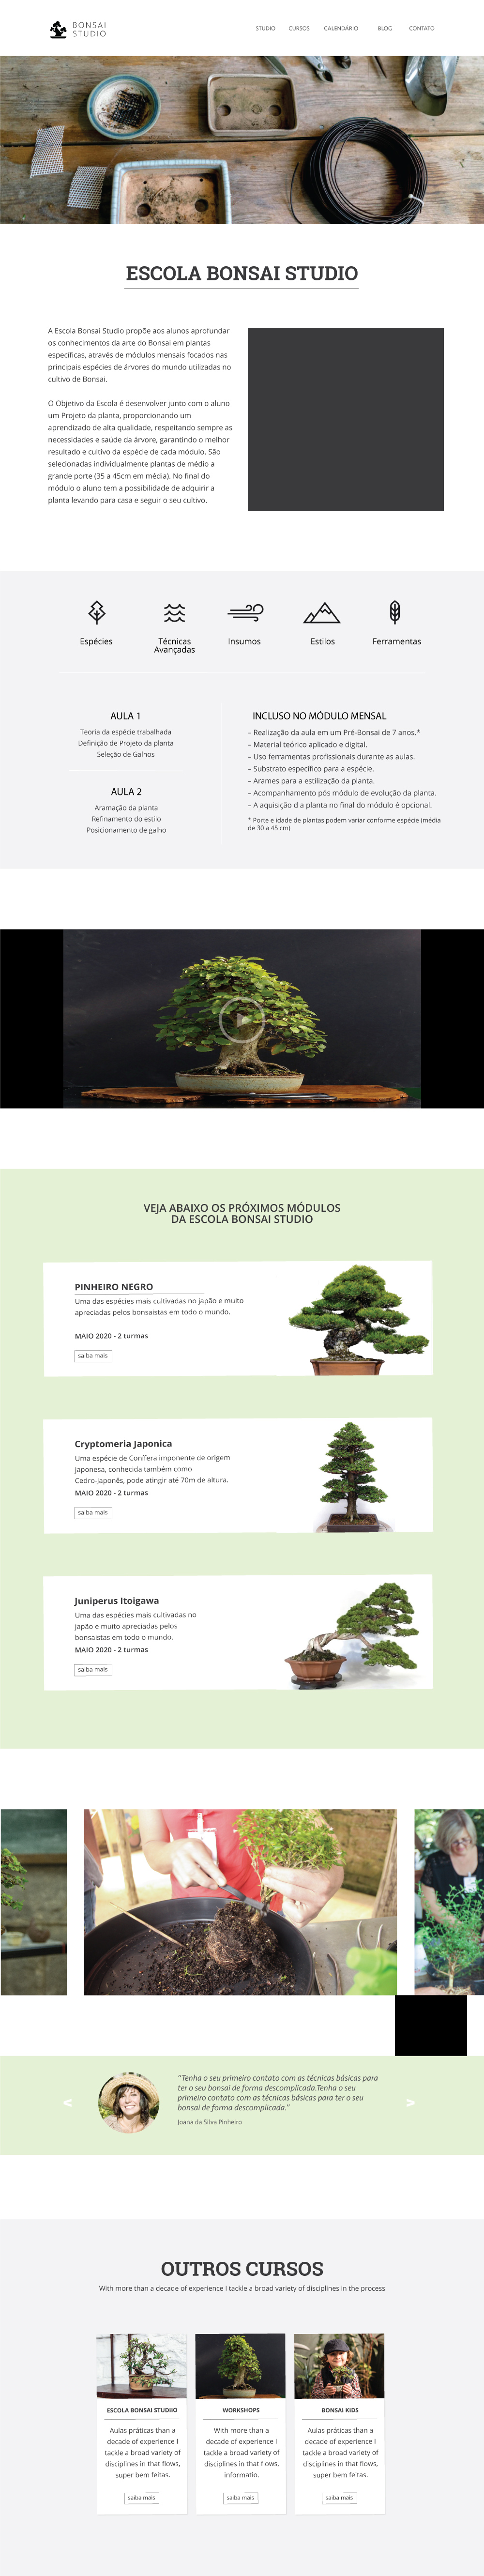 BONSAI
STUDIO
STUDIO CURSOS CALENDÁRIO BLOG CONTATO
ESCOLA BONSAI STUDIO
A Escola Bonsai Studio propõe aos alunos aprofundar
os conhecimentos da arte do Bonsai em plantas
específicas, através de módulos mensais focados nas
principais espécies de árvores do mundo utilizadas no
cultivo de Bonsai.
O Objetivo da Escola é desenvolver junto com o aluno
um Projeto da planta, proporcionando um
aprendizado de alta qualidade, respeitando sempre as
necessidades e saúde da árvore, garantindo o melhor
resultado e cultivo da espécie de cada módulo. São
selecionadas individualmente plantas de médio a
grande porte (35 a 45cm em média). No final do
módulo o aluno tem a possibilidade de adquirir a
planta levando para casa e seguir o seu cultivo.
Espécies
Técnicas
Avançadas
Insumos
Estilos
Ferramentas
AULA 1
Teoria da espécie trabalhada
Definição de Projeto da planta
Seleção de Galhos
AULA 2
Aramação da planta
Refinamento do estilo
Posicionamento de galho
INCLUSO NO MÓDULO MENSAL
– Realização da aula em um Pré-Bonsai de 7 anos.*
– Material teórico aplicado e digital.
– Uso ferramentas profissionais durante as aulas.
– Substrato específico para a espécie.
– Arames para a estilização da planta.
– Acompanhamento pós módulo de evolução da planta.
– A aquisição d a planta no final do módulo é opcional.
* Porte e idade de plantas podem variar conforme espécie (média
de 30 a 45 cm)
VEJA ABAIXO OS PRÓXIMOS MÓDULOS
DA ESCOLA BONSAI STUDIO
PINHEIRO NEGRO
Uma das espécies mais cultivadas no japão e muito
apreciadas pelos bonsaistas em todo o mundo.
MAIO 2020 - 2 turmas
saiba mais
Cryptomeria Japonica
Uma espécie de Conífera imponente de origem
japonesa, conhecida também como
Cedro-Japonês, pode atingir até 70m de altura.
MAIO 2020 - 2 turmas
saiba mais
Juniperus Itoigawa
Uma das espécies mais cultivadas no
japão e muito apreciadas pelos
bonsaistas em todo o mundo.
MAIO 2020 - 2 turmas
saiba mais
<
"Tenha o seu primeiro contato com as técnicas básicas para
ter o seu bonsai de forma descomplicada.Tenha o seu
primeiro contato com as técnicas básicas para ter o seu
bonsai de forma descomplicada."
Joana da Silva Pinheiro
>
OUTROS CURSOS
With more than a decade of experience I tackle a broad variety of disciplines in the process
ESCOLA BONSAI STUDIIO
Aulas práticas than a
decade of experience I
tackle a broad variety of
disciplines in that flows,
super bem feitas.
saiba mais
WORKSHOPS
With more than a
decade of experience I
tackle a broad variety of
disciplines in that flows,
informatio.
saiba mais
BONSAI KIDS
Aulas práticas than a
decade of experience I
tackle a broad variety of
disciplines in that flows,
super bem feitas.
saiba mais